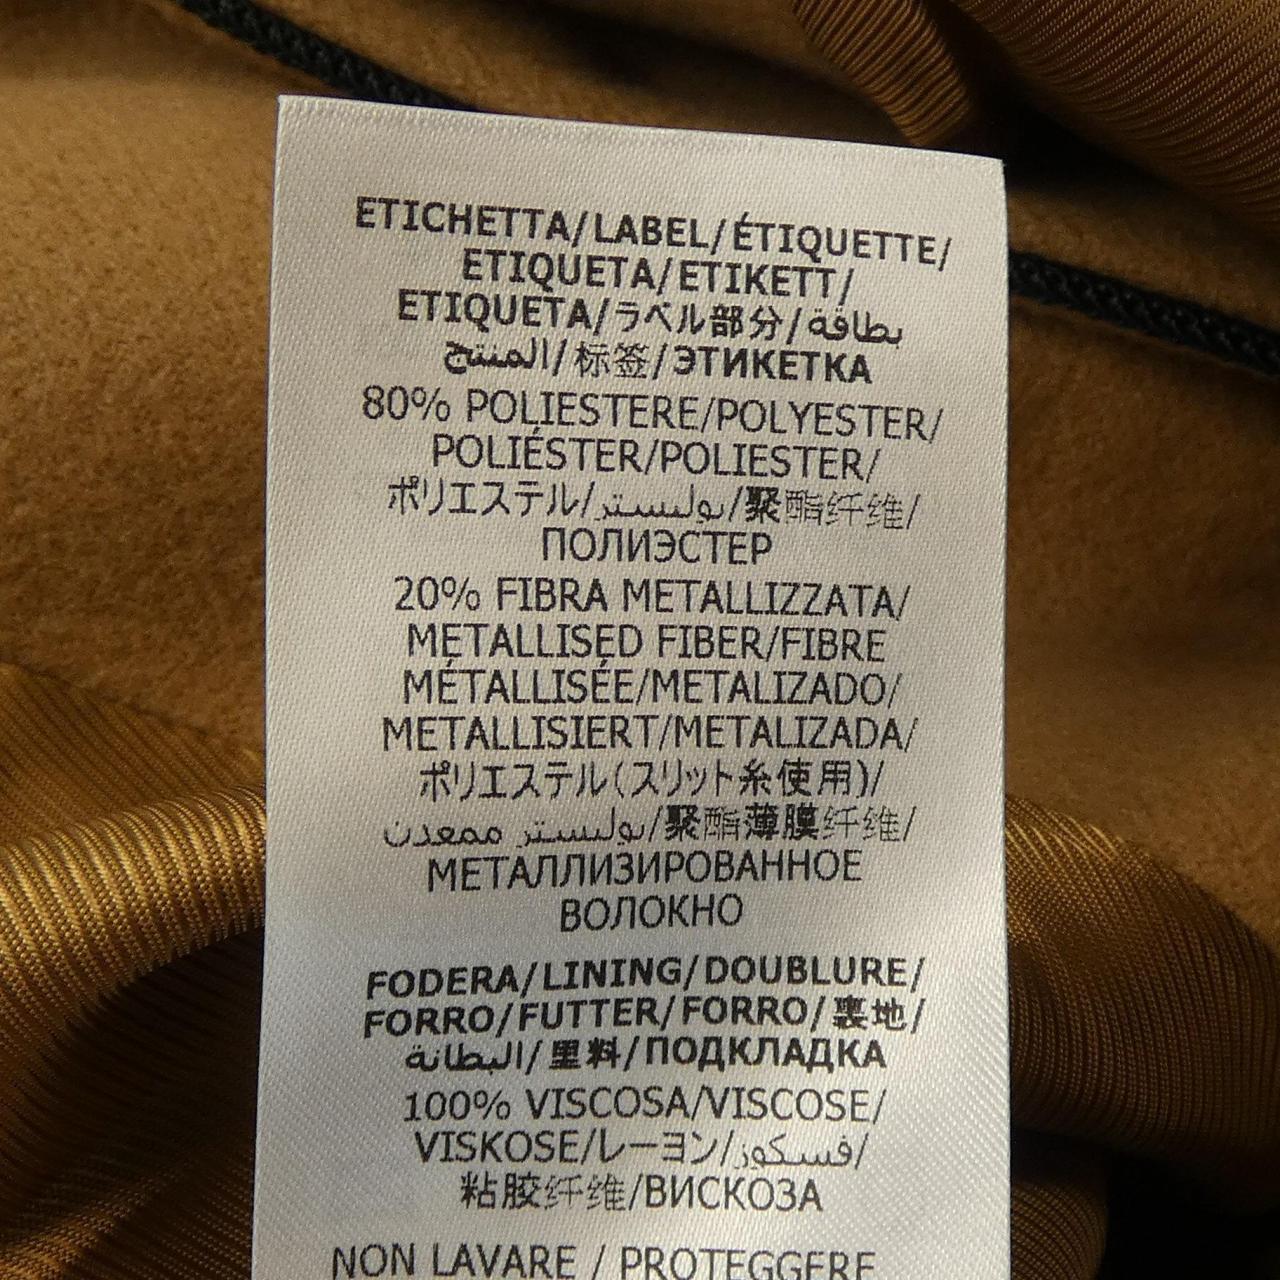 ETICHETTA/LABEL/ÉTIQUETTE/
ETIQUETA/ETIKETT/
ETIQUETA/ラベル部分/بطاقة
المنتج/标签/ЭТИКЕТКА
80% POLIESTERE/POLYESTER/
POLIÉSTER/POLIESTER/
ポリエステル/بوليستر/聚酯纤维/
ПОЛИЭСТЕР
20% FIBRA METALLIZZATA/
METALLISED FIBER/FIBRE
MÉTALLISÉE/METALIZADO/
METALLISIERT/METALIZADA/
ポリエステル(スリット糸使用)/
بوليستر ممعدن/聚酯薄膜纤维/
МЕТАЛЛИЗИРОВАННОЕ
ВОЛОКНО
FODERA/LINING/DOUBLURE/
FORRO/FUTTER/FORRO/裏地/
البطانة/里料/ПОДКЛАДКА
100% VISCOSA/VISCOSE/
VISKOSE/レーヨン/فسكوز/
粘胶纤维/ВИСКОЗА
NON LAVARE / PROTEGGERE